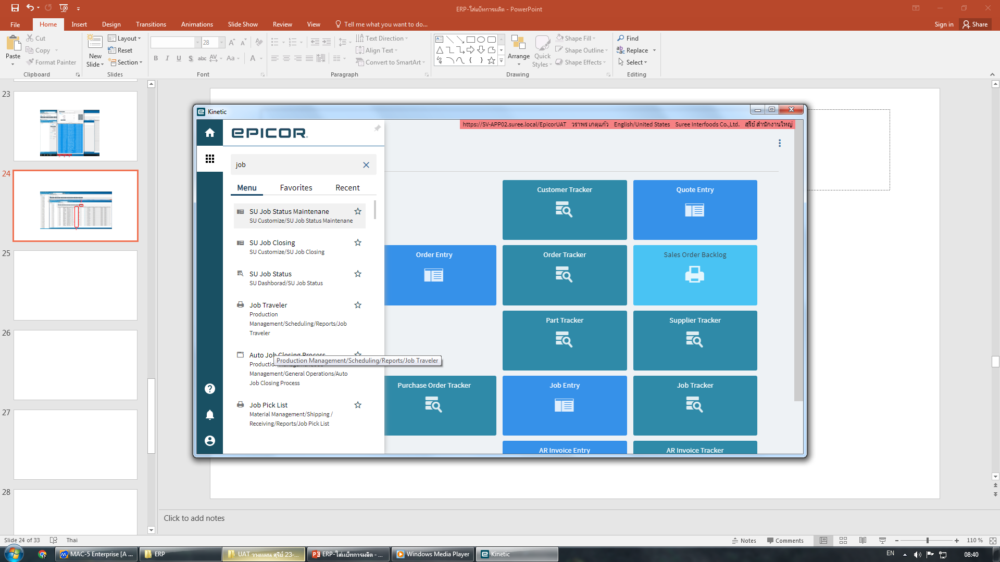 ERP-ใส่แบ็ทการผลิต - PowerPoint
File
Home
Insert
Design
Transitions
Animations
Slide Show
Review
View
Tell me what you want to do...
Sign in
Share
Paste
Cut
Copy
Format Painter
Clipboard
New Slide
Layout
Reset
Section
Slides
28
Font
Text Direction
Align Text
Convert to SmartArt
Paragraph
Arrange
Quick Styles
Shape Fill
Shape Outline
Shape Effects
Drawing
Find
Replace
Select
Editing
23
24
25
26
27
28
Kinetic
EPICOR
https://SV-APP02.suree.local/EpicorUAT วราพร เกตุแก้ว English/United States Suree Interfoods Co.,Ltd. สุรีย์ สำนักงานใหญ่
job
Menu
Favorites
Recent
SU Job Status Maintenane
SU Customize/SU Job Status Maintenane
SU Job Closing
SU Customize/SU Job Closing
SU Job Status
SU Dashborad/SU Job Status
Job Traveler
Production
Management/Scheduling/Reports/Job
Traveler
Auto Job Closing Process
Production Management/Scheduling/Reports/Job Traveler
Management/General Operations/Auto
Job Closing Process
Job Pick List
Material Management/Shipping /
Receiving/Reports/Job Pick List
Customer Tracker
Quote Entry
Order Entry
Order Tracker
Sales Order Backlog
Part Tracker
Supplier Tracker
Purchase Order Tracker
Job Entry
Job Tracker
AR Invoice Entry
AR Invoice Tracker
Click to add notes
Slide 24 of 33
Thai
Notes
Comments
110 %
MAC-5 Enterprise [A ...
ERP
UAT วางแผน สุรีย์ 23-...
ERP-ใส่แบ็ทการผลิต - ...
Windows Media Player
Kinetic
EN
08:40